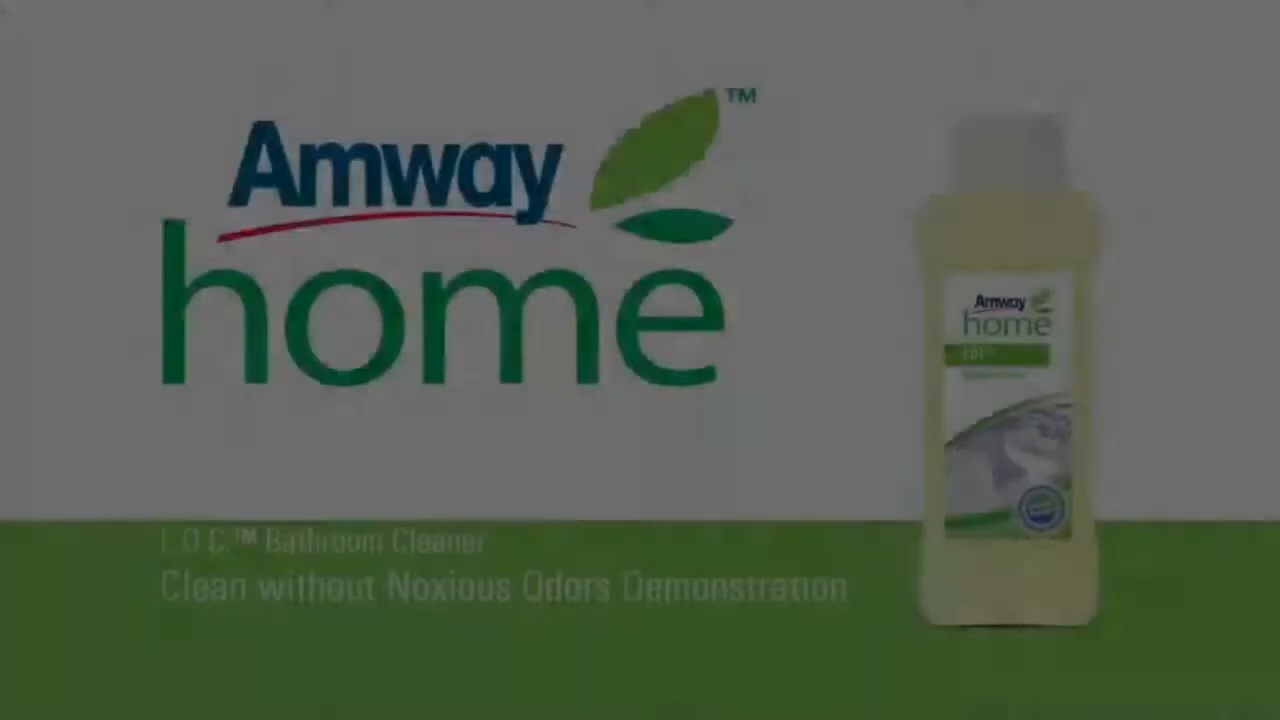 Amway™
home
Amway
home
L.O.C.™ Bathroom Cleaner
Clean without Noxious Odors Demonstration